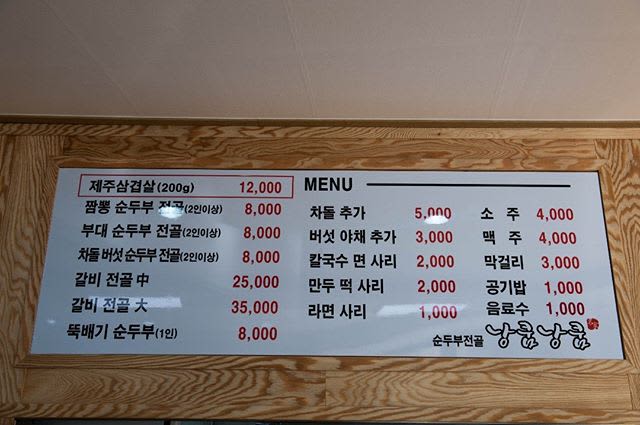 제주삼겹살(200g) 12,000
짬뽕 순두부 전골(2인이상) 8,000
부대 순두부 전골(2인이상) 8,000
차돌 버섯 순두부 전골(2인이상) 8,000
갈비 전골 中 25,000
갈비 전골 大 35,000
뚝배기 순두부(1인) 8,000
MENU
차돌 추가 5,000
버섯 야채 추가 3,000
칼국수 면 사리 2,000
만두 떡 사리 2,000
라면 사리 1,000
소 주 4,000
맥 주 4,000
막걸리 3,000
공기밥 1,000
음료수 1,000
순두부전골 낭큼낭큼